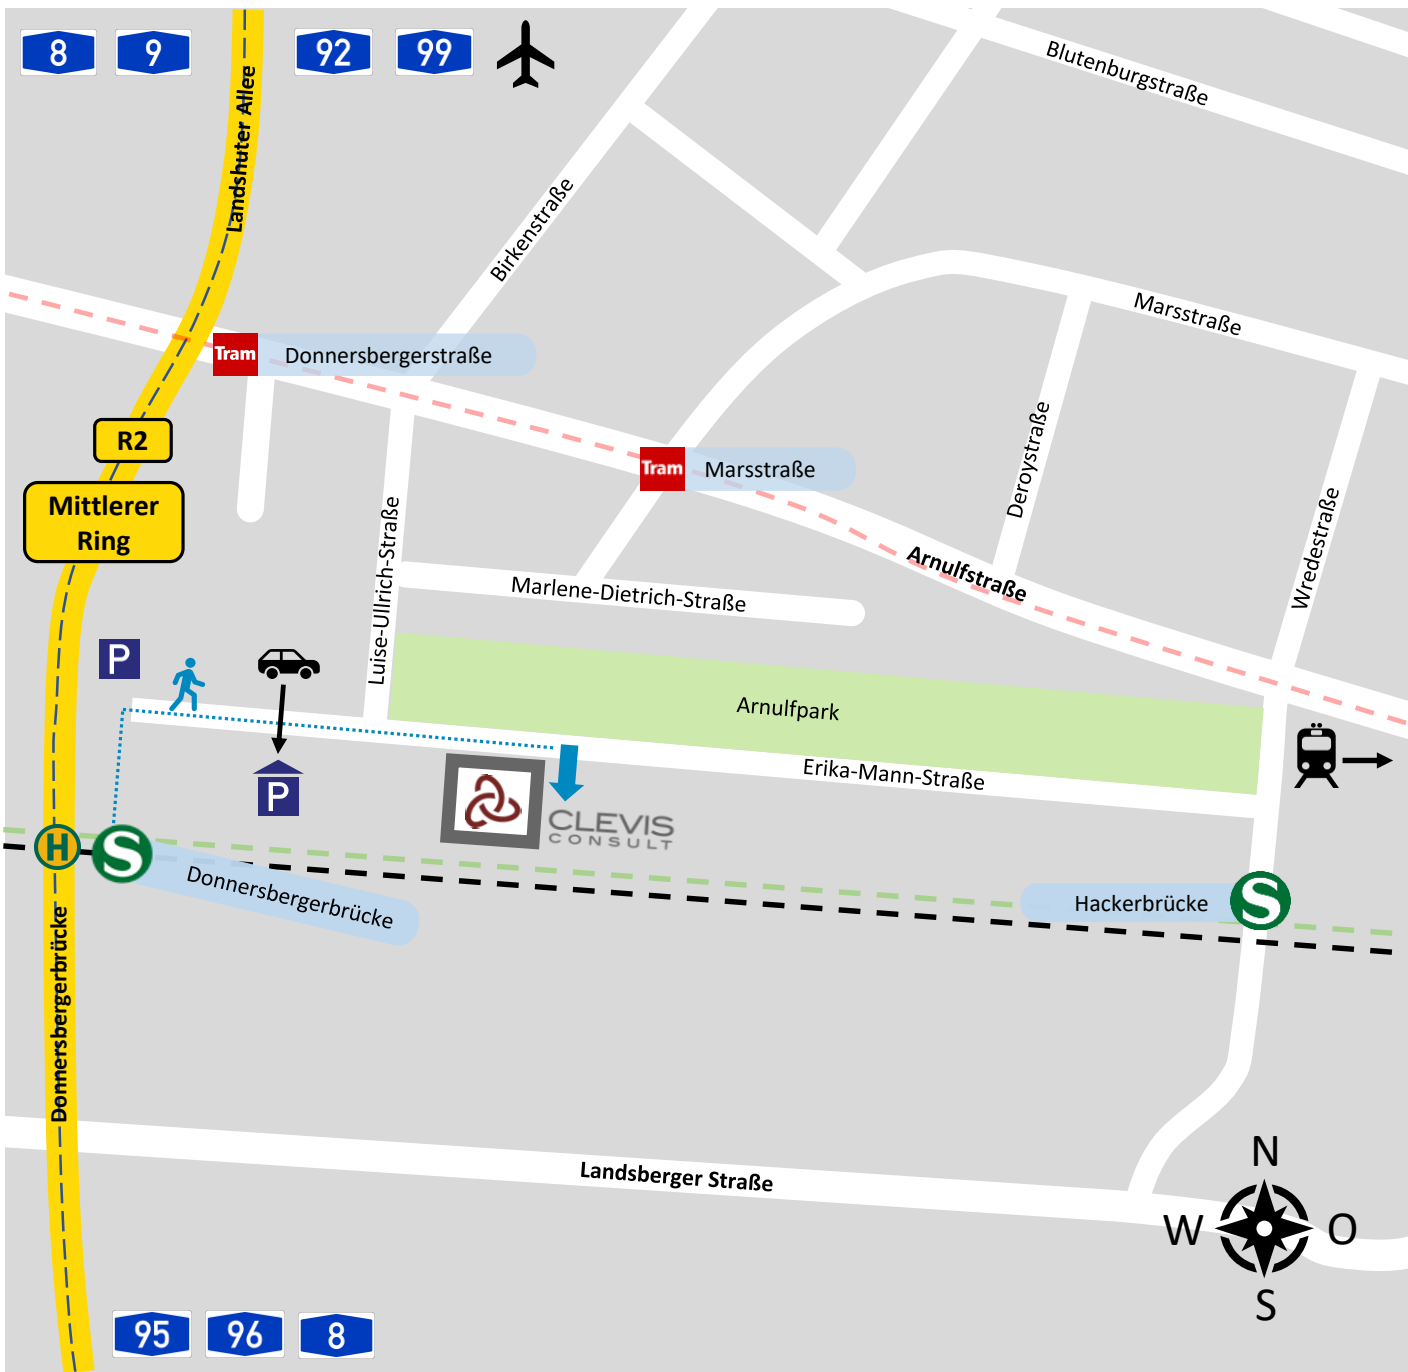 8
9
92
99
Blutenburgstraße
Landshuter Allee
Birkenstraße
Marsstraße
Tram
Donnersbergerstraße
R2
Tram
Marsstraße
Deroystraße
Mittlerer
Ring
Luise-Ullrich-Straße
Wredestraße
Arnulfstraße
Marlene-Dietrich-Straße
P
Arnulfpark
Erika-Mann-Straße
P
CLEVIS
CONSULT
H
S
Donnersbergerbrücke
Hackerbrücke
S
Donnersbergerbrücke
Landsberger Straße
N
W
O
S
95
96
8